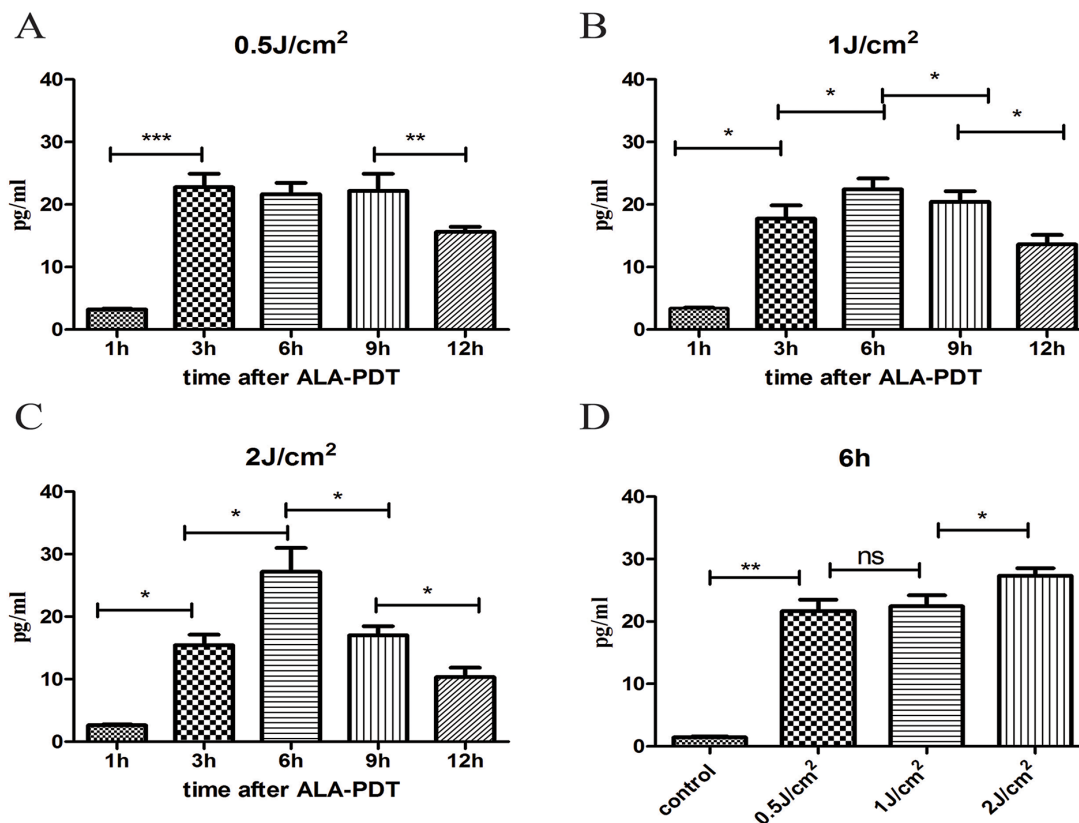 A
0.5J/cm²
40
30
20
10
0
pg/ml
***
**
1h 3h 6h 9h 12h
time after ALA-PDT
B
1J/cm²
40
30
20
10
0
pg/ml
*
*
*
*
1h 3h 6h 9h 12h
time after ALA-PDT
C
2J/cm²
40
30
20
10
0
pg/ml
*
*
*
*
1h 3h 6h 9h 12h
time after ALA-PDT
D
6h
40
30
20
10
0
pg/ml
**
ns
*
control 0.5J/cm² 1J/cm² 2J/cm²